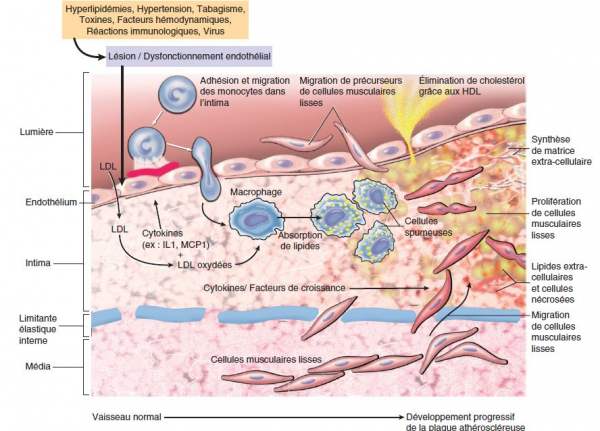 Hyperlipidémies, Hypertension, Tabagisme,
Toxines, Facteurs hémodynamiques,
Réactions immunologiques, Virus
Lésion / Dysfonctionnement endothélial
Adhésion et migration
des monocytes dans
l'intima
Migration de précurseurs
de cellules musculaires
lisses
Élimination de cholestérol
grâce aux HDL
Lumière
LDL
Synthèse
de matrice
extra-cellulaire
Endothélium
Macrophage
LDL
Cytokines
(ex : IL1, MCP1)
+
LDL oxydées
Absorption
de lipides
Cellules
spumeuses
Prolifération
de cellules
musculaires
lisses
Intima
Cytokines/ Facteurs de croissance
Lipides extra-
cellulaires
et cellules
nécrosées
Limitante
élastique
interne
Migration
de cellules
musculaires
lisses
Média
Cellules musculaires lisses
Vaisseau normal
Développement progressif
de la plaque athéroscléreuse